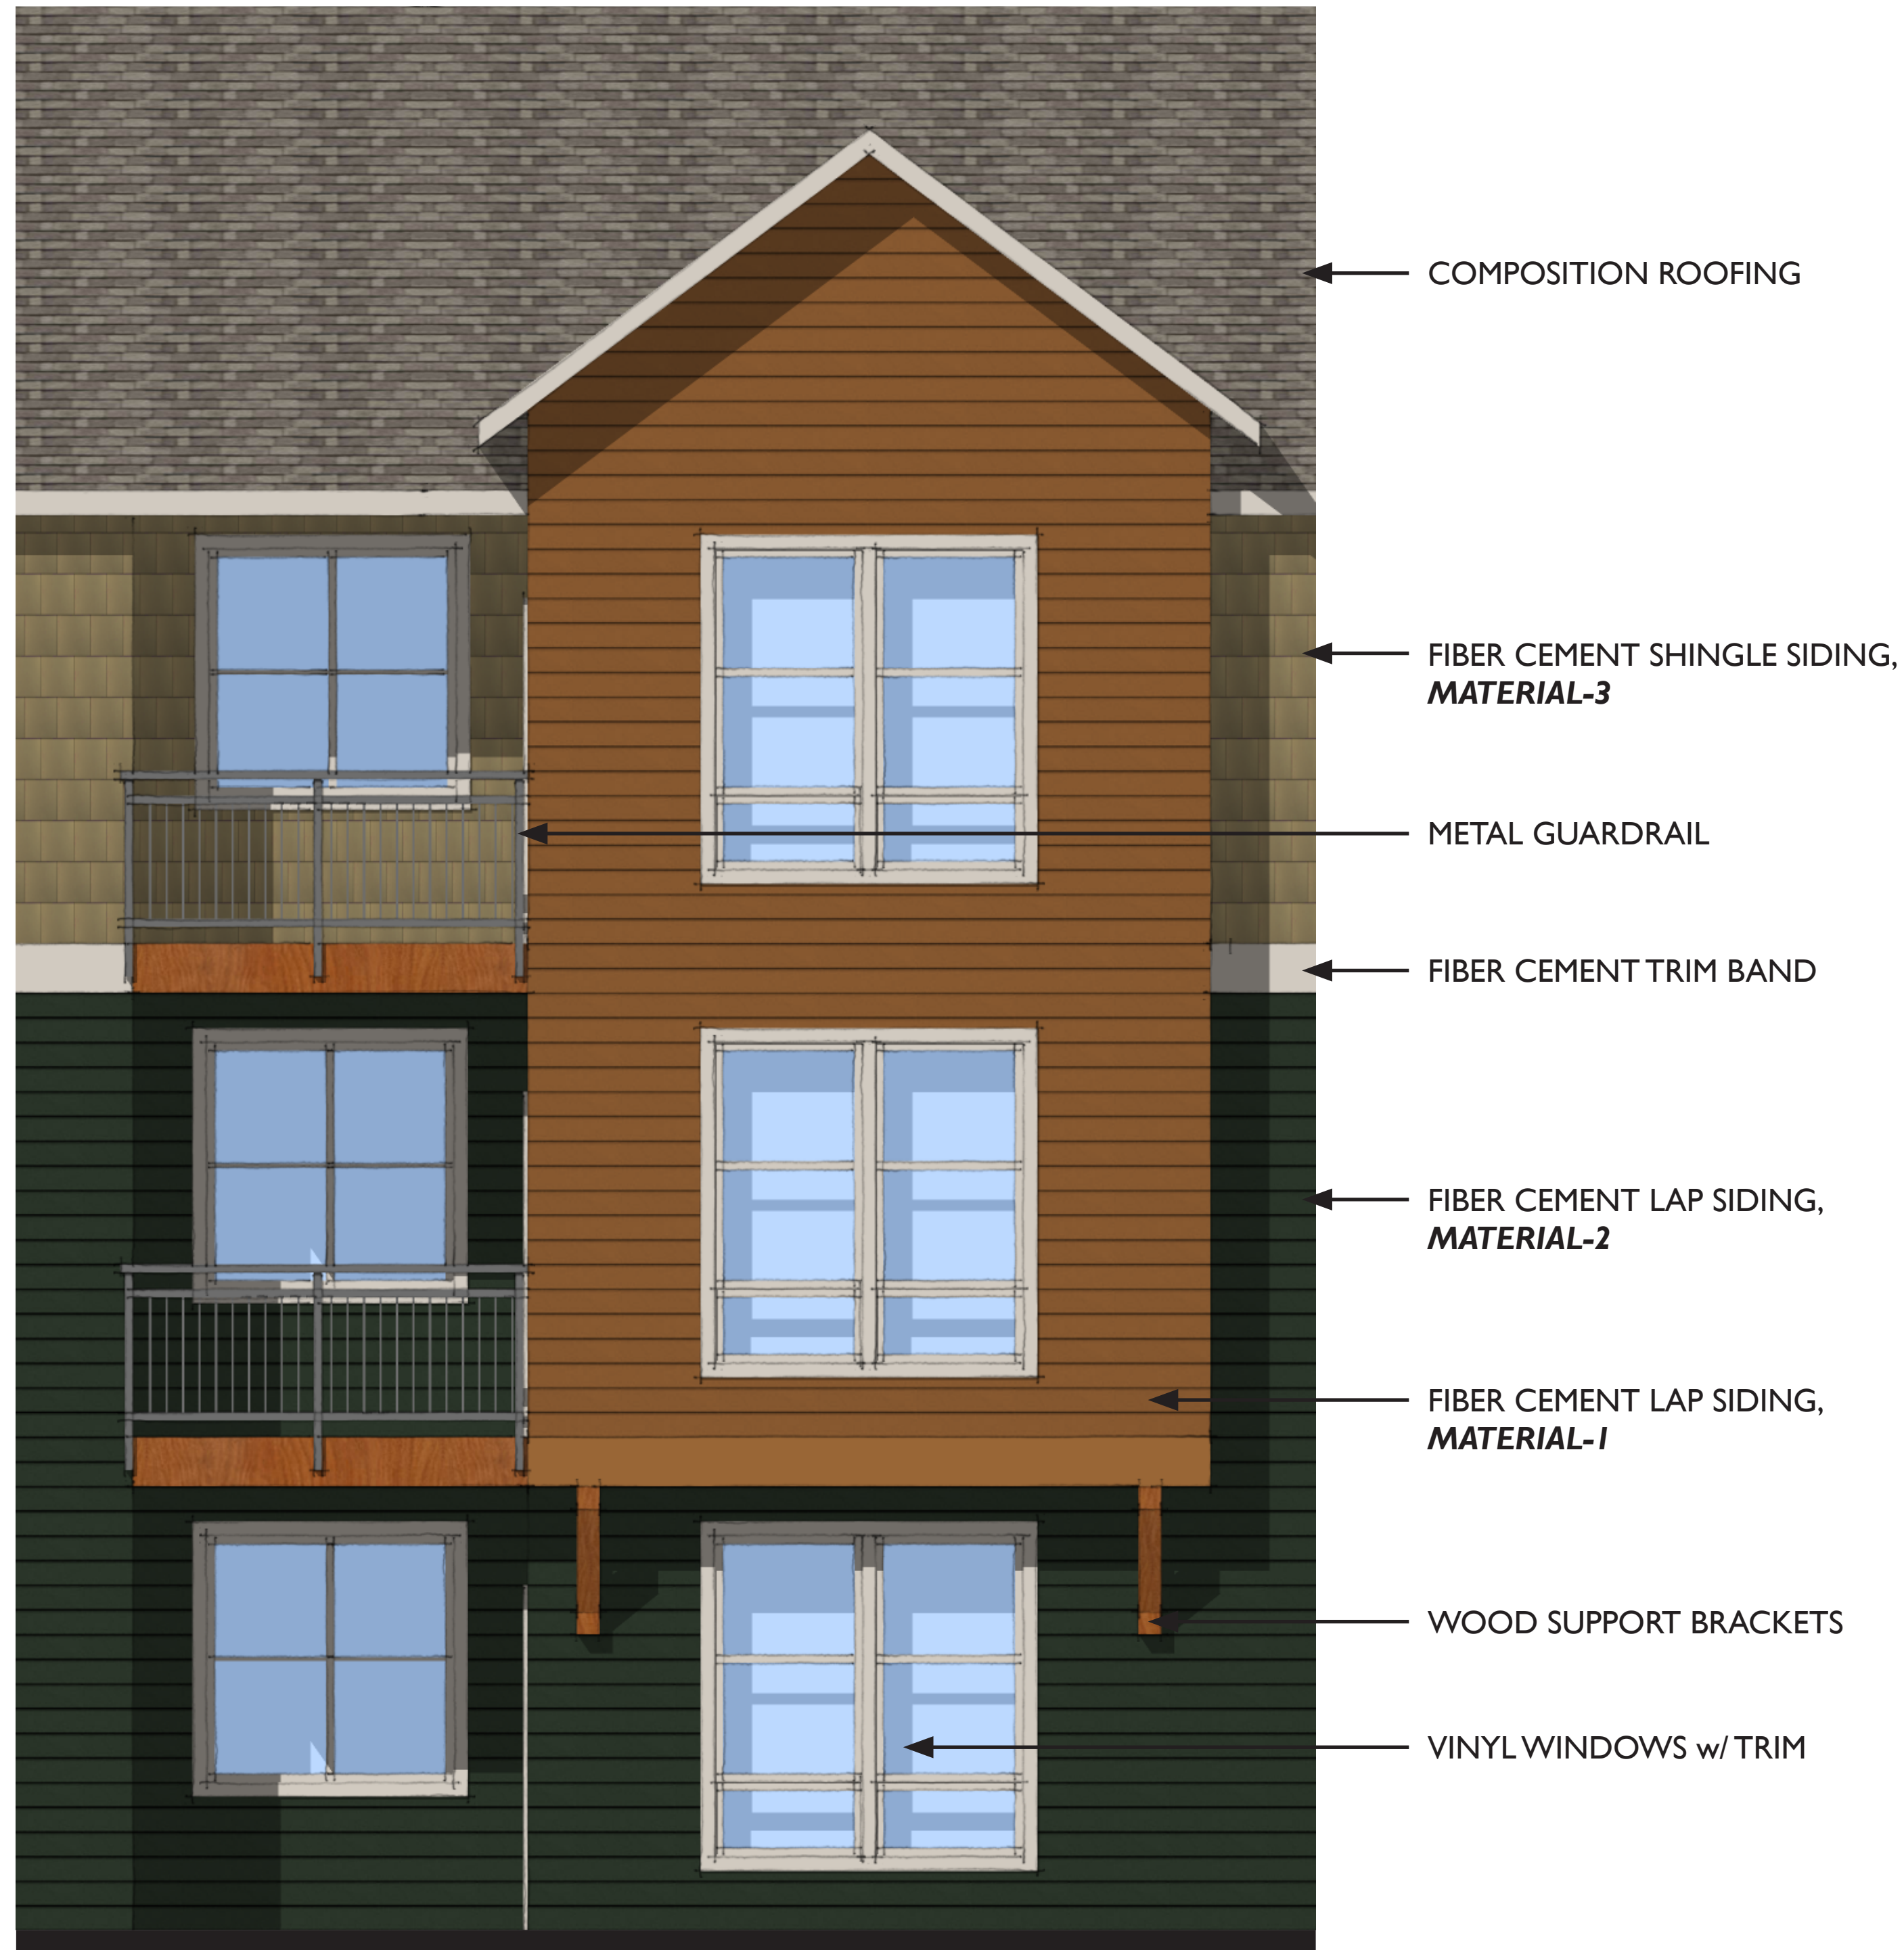 COMPOSITION ROOFING
FIBER CEMENT SHINGLE SIDING,
MATERIAL-3
METAL GUARDRAIL
FIBER CEMENT TRIM BAND
FIBER CEMENT LAP SIDING,
MATERIAL-2
FIBER CEMENT LAP SIDING,
MATERIAL-1
WOOD SUPPORT BRACKETS
VINYL WINDOWS w/ TRIM